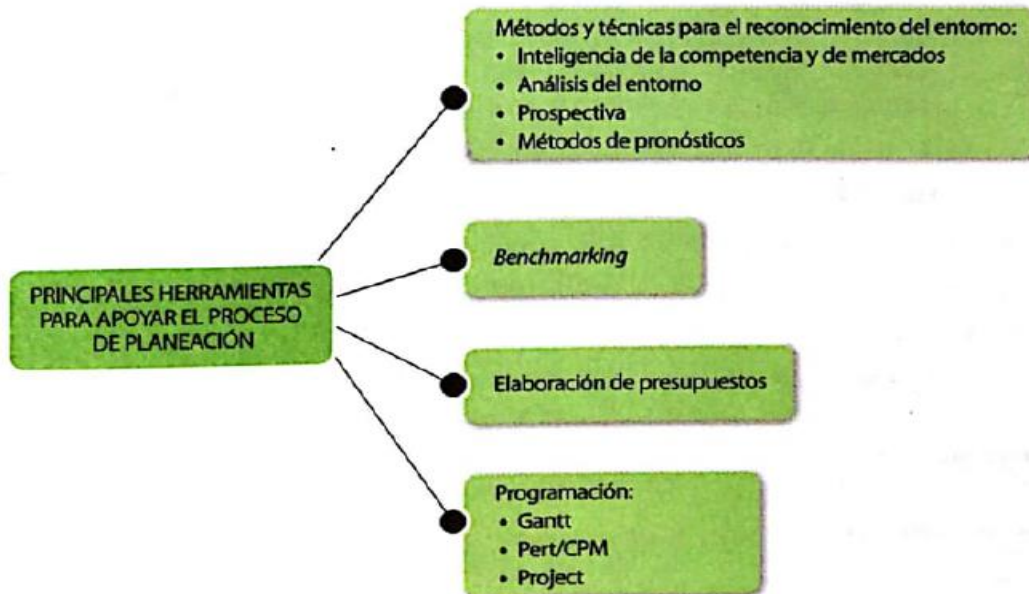 Métodos y técnicas para el reconocimiento del entorno:
• Inteligencia de la competencia y de mercados
• Análisis del entorno
• Prospectiva
• Métodos de pronósticos
Benchmarking
PRINCIPALES HERRAMIENTAS
PARA APOYAR EL PROCESO
DE PLANEACIÓN
Elaboración de presupuestos
Programación:
• Gantt
• Pert/CPM
• Project